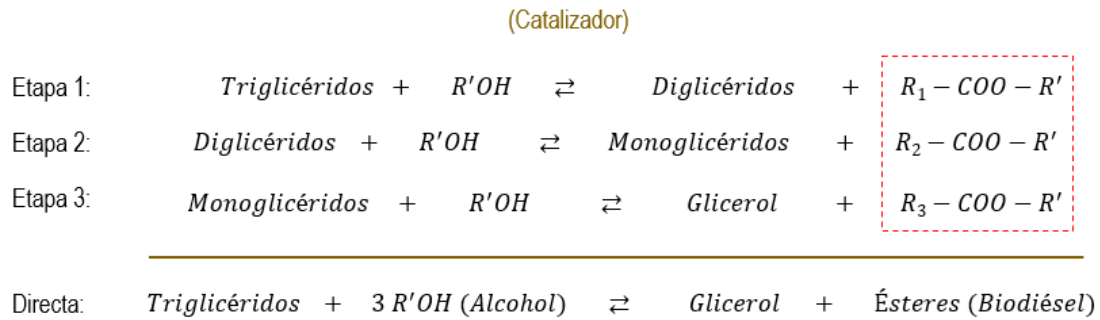 (Catalizador)
Etapa 1: Triglicéridos + R'OH ⇄ Diglicéridos + R₁ − COO − R'
Etapa 2: Diglicéridos + R'OH ⇄ Monoglicéridos + R₂ − COO − R'
Etapa 3: Monoglicéridos + R'OH ⇄ Glicerol + R₃ − COO − R'
Directa: Triglicéridos + 3 R'OH (Alcohol) ⇄ Glicerol + Ésteres (Biodiésel)